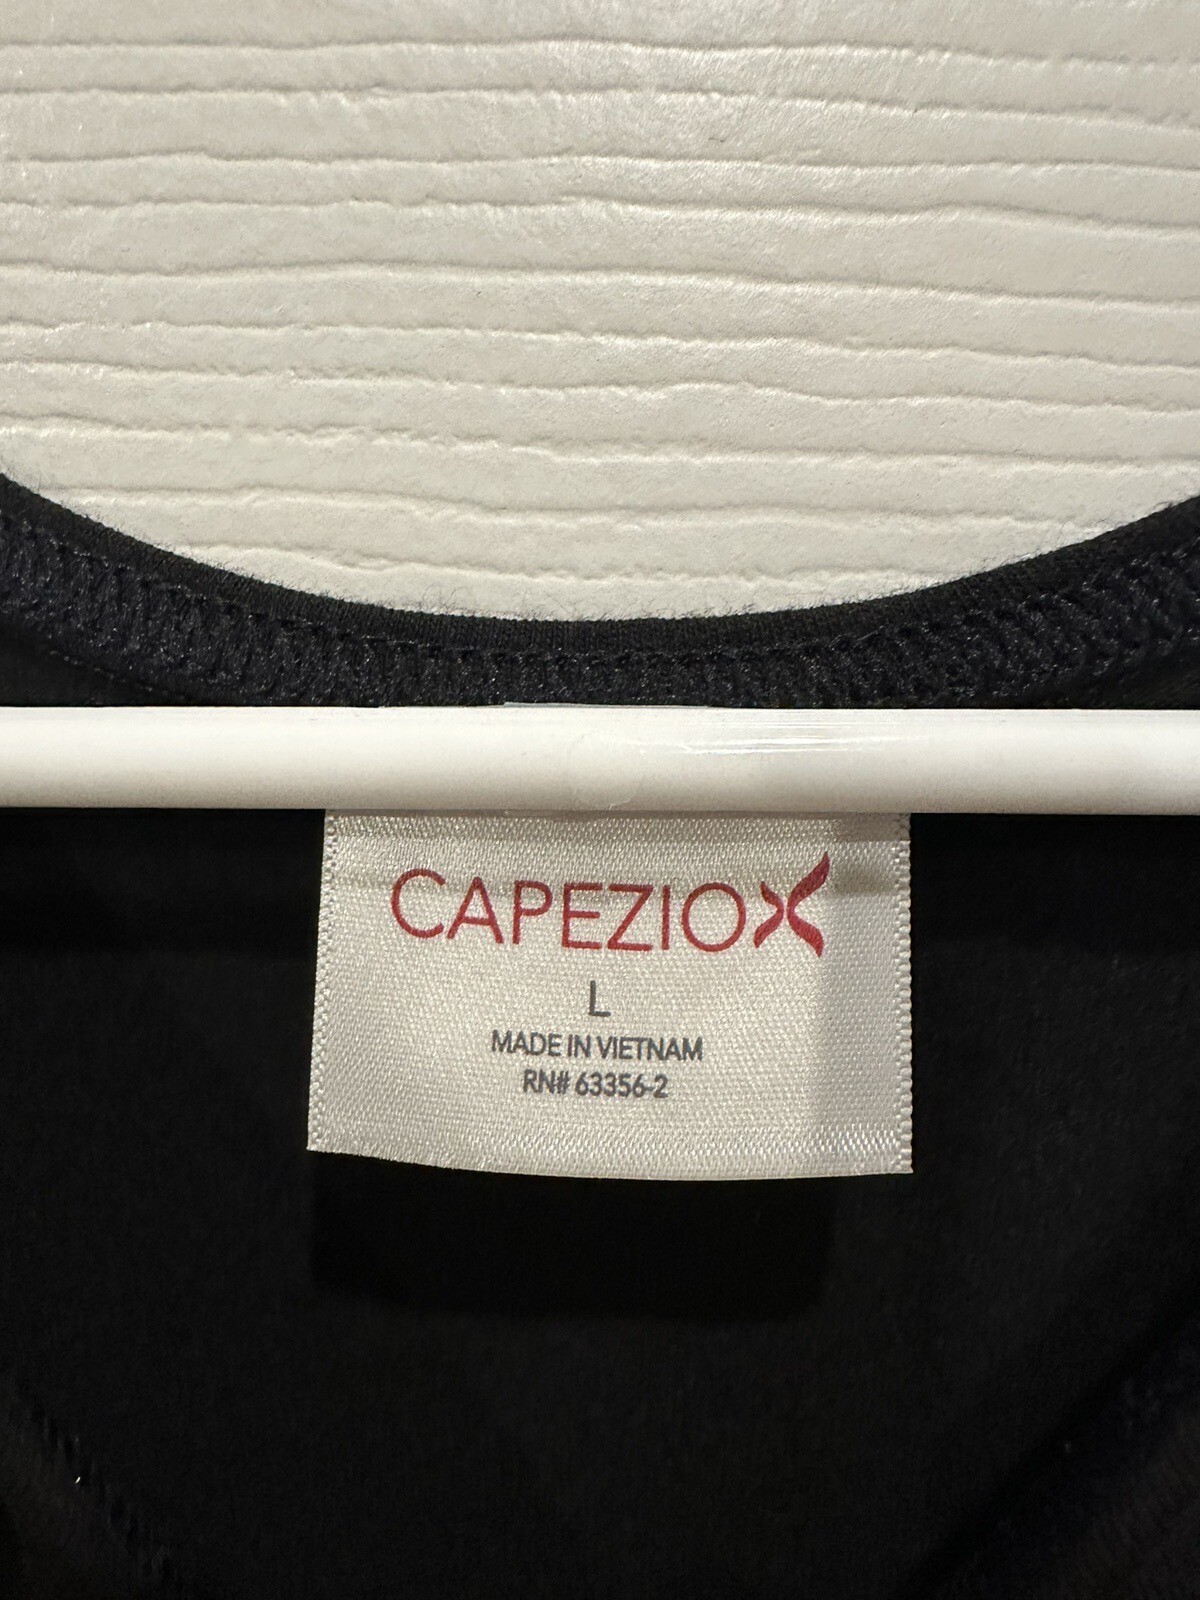 CAPEZIO
L
MADE IN VIETNAM
RN# 63356-2